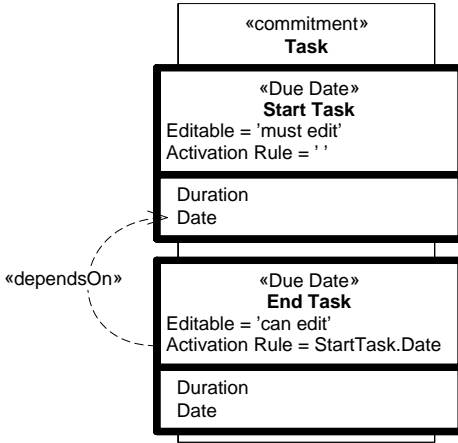 «commitment»
Task
«Due Date»
Start Task
Editable = ’must edit’
Activation Rule = ’ ’
Duration
Date
«dependsOn»
«Due Date»
End Task
Editable = ’can edit’
Activation Rule = StartTask.Date
Duration
Date